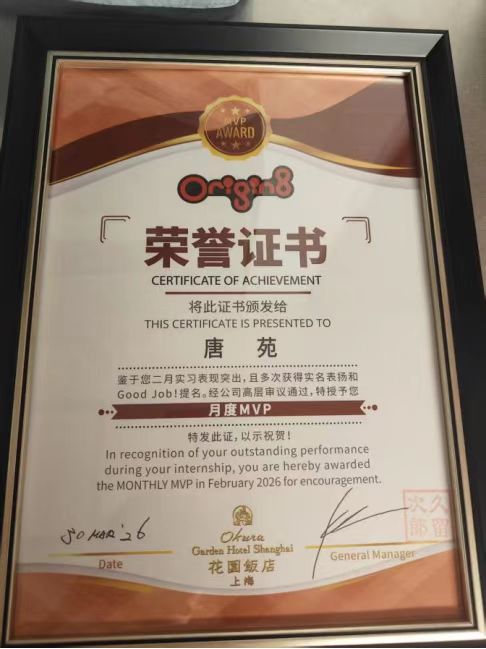 MVP
AWARD
Origin8
荣誉证书
CERTIFICATE OF ACHIEVEMENT
将此证书颁发给
THIS CERTIFICATE IS PRESENTED TO
唐 苑
鉴于您二月实习表现突出，且多次获得实名表扬和
Good Job！提名。经公司高层审议通过，特授予您
月度MVP
特发此证，以示祝贺！
In recognition of your outstanding performance
during your internship, you are hereby awarded
the MONTHLY MVP in February 2026 for encouragement.
30 MAR '26
Date
Okura
Garden Hotel Shanghai
花园飯店
上海
General Manager
久留
次郎